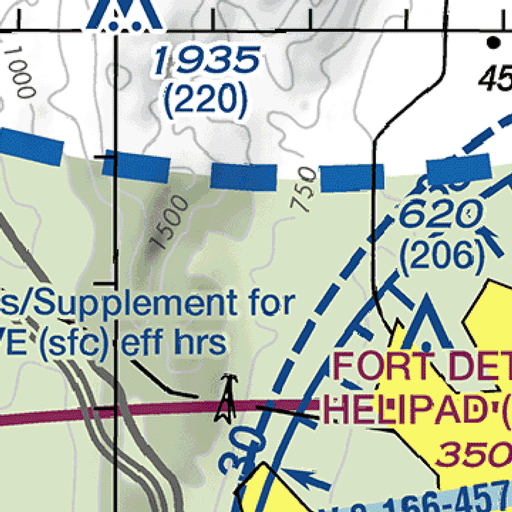 1000
1935
(220)
45
750
1500
620
(206)
s/Supplement for
E (sfc) eff hrs
FORT DET
HELIPAD (
30
350
166-457